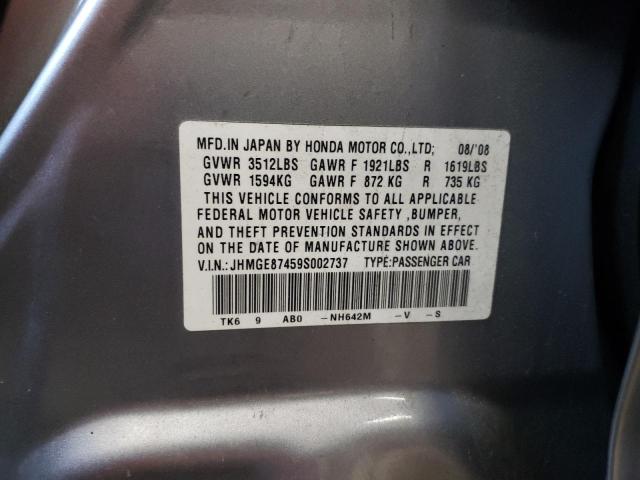 MFD.IN JAPAN BY HONDA MOTOR CO.,LTD; 08/'08
GVWR 3512LBS GAWR F 1921LBS R 1619LBS
GVWR 1594KG GAWR F 872 KG R 735 KG
THIS VEHICLE CONFORMS TO ALL APPLICABLE
FEDERAL MOTOR VEHICLE SAFETY ,BUMPER,
AND THEFT PREVENTION STANDARDS IN EFFECT
ON THE DATE OF MANUFACTURE SHOWN ABOVE.
V.I.N.: JHMGE87459S002737 TYPE:PASSENGER CAR
TK6 9 AB0 -NH642M -V -S